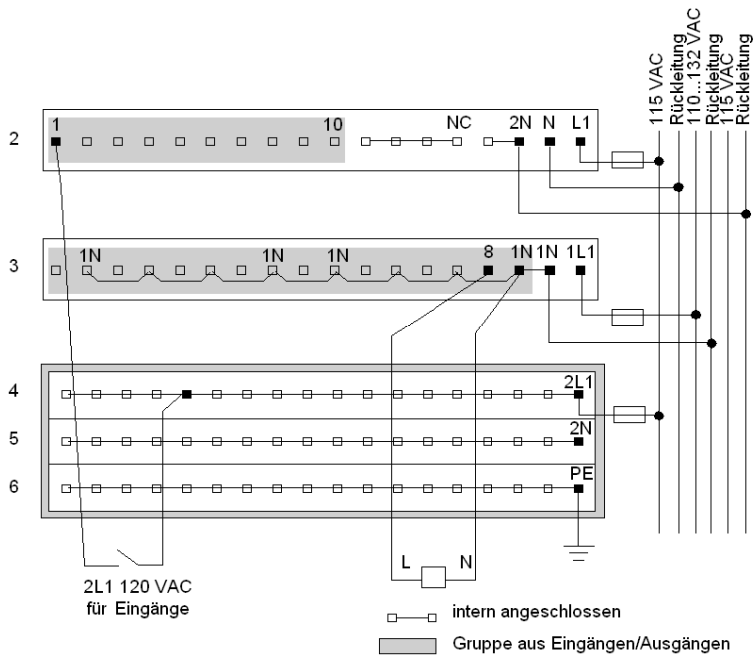 115 VAC
Rückleitung
110...132 VAC
Rückleitung
115 VAC
Rückleitung
2
1
10
NC
2N
N
L1
3
1N
1N
1N
8
1N
1N
1L1
4
2L1
5
2N
6
PE
L
N
2L1 120 VAC
für Eingänge
intern angeschlossen
Gruppe aus Eingängen/Ausgängen